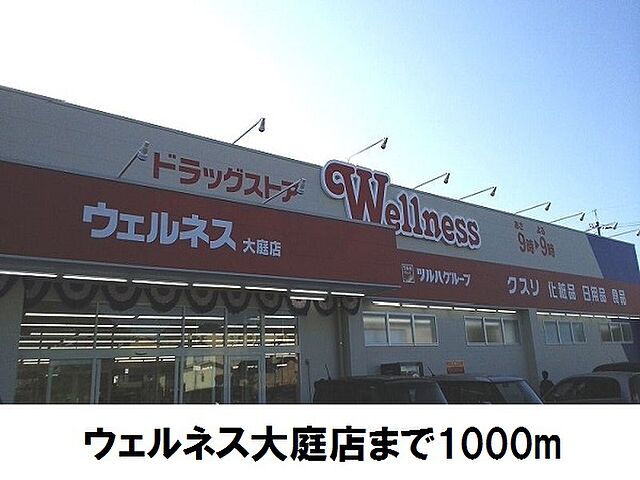 ドラッグストア
Wellness
あさ よる
9時▶9時
ウェルネス 大庭店
ツルハグループ
クスリ 化粧品 日用品 食品
ウェルネス大庭店まで1000m